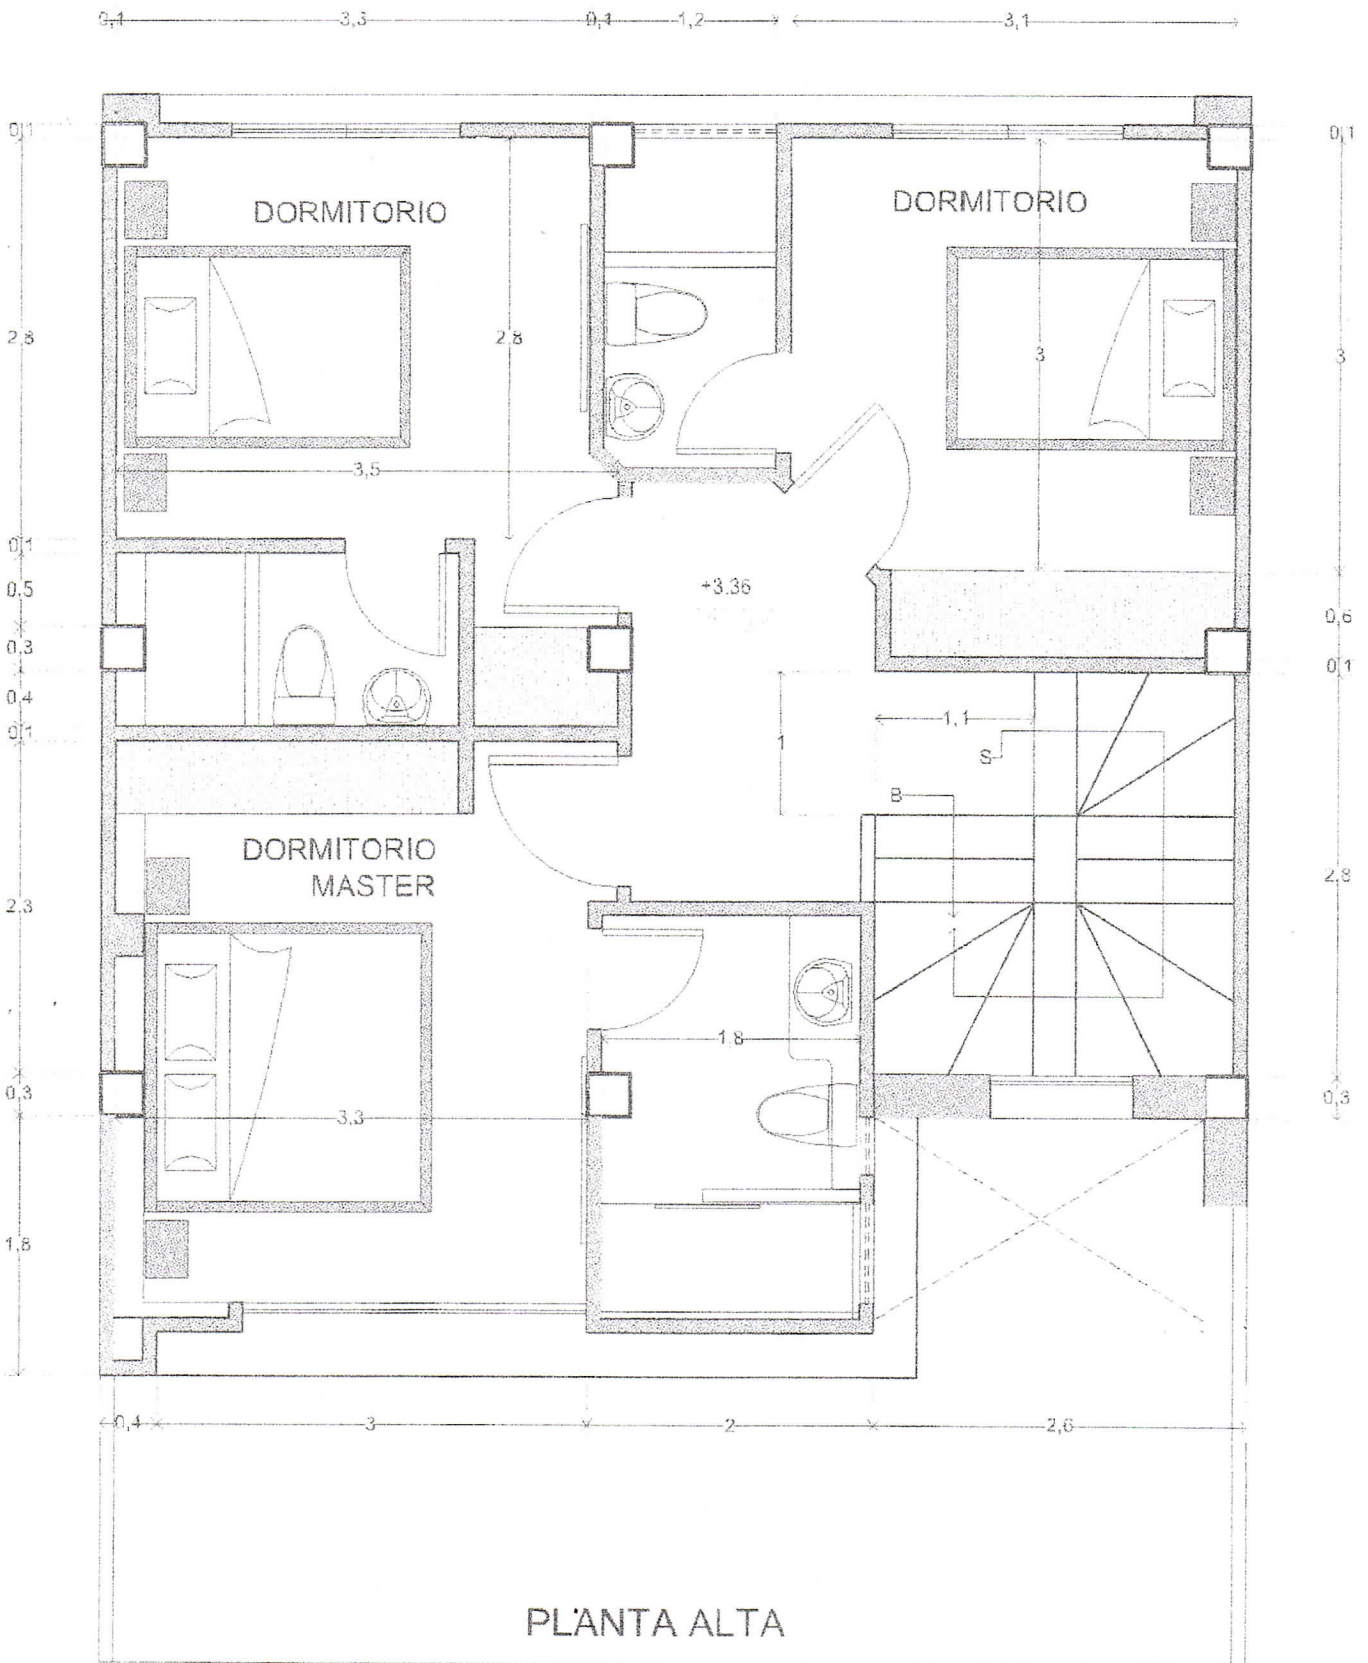 0,1 3,3 0,1 1,2 3,1
0,1 0,1
DORMITORIO DORMITORIO
2,8 2,8 3 3
3,5
0,1
0,5 +3.36
0,6
0,3
0,1
0,4
0,1 1 1,1
S
B
DORMITORIO
MASTER
2,3 2,8
1,8
0,3 0,3
3,3
1,8
0,4 3 2 2,6
PLANTA ALTA